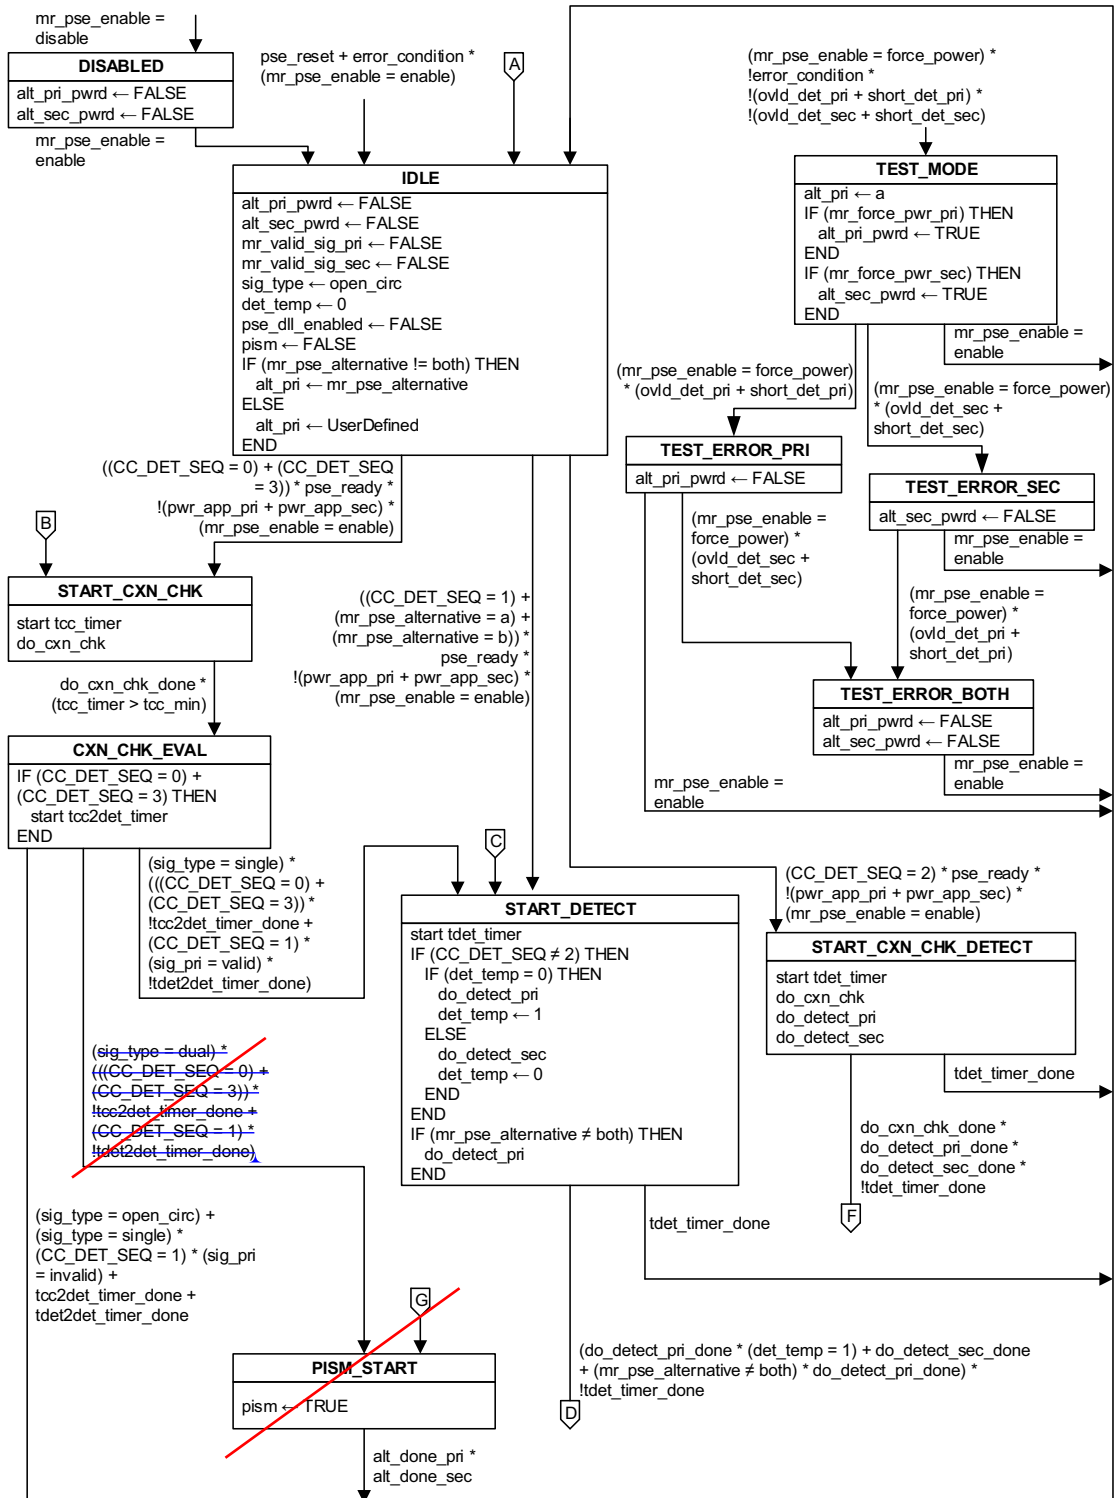 mr_pse_enable =
disable
DISABLED
alt_pri_pwrd ← FALSE
alt_sec_pwrd ← FALSE
mr_pse_enable =
enable
pse_reset + error_condition *
(mr_pse_enable = enable)
A
IDLE
alt_pri_pwrd ← FALSE
alt_sec_pwrd ← FALSE
mr_valid_sig_pri ← FALSE
mr_valid_sig_sec ← FALSE
sig_type ← open_circ
det_temp ← 0
pse_dll_enabled ← FALSE
pism ← FALSE
IF (mr_pse_alternative != both) THEN
alt_pri ← mr_pse_alternative
ELSE
alt_pri ← UserDefined
END
(mr_pse_enable = force_power) *
!error_condition *
!(ovld_det_pri + short_det_pri) *
!(ovld_det_sec + short_det_sec)
TEST_MODE
alt_pri ← a
IF (mr_force_pwr_pri) THEN
alt_pri_pwrd ← TRUE
END
IF (mr_force_pwr_sec) THEN
alt_sec_pwrd ← TRUE
END
mr_pse_enable =
enable
(mr_pse_enable = force_power)
* (ovld_det_pri + short_det_pri)
(mr_pse_enable = force_power)
* (ovld_det_sec +
short_det_sec)
TEST_ERROR_PRI
alt_pri_pwrd ← FALSE
TEST_ERROR_SEC
alt_sec_pwrd ← FALSE
mr_pse_enable =
enable
(mr_pse_enable =
force_power) *
(ovld_det_sec +
short_det_sec)
(mr_pse_enable =
force_power) *
(ovld_det_pri +
short_det_pri)
TEST_ERROR_BOTH
alt_pri_pwrd ← FALSE
alt_sec_pwrd ← FALSE
mr_pse_enable =
enable
mr_pse_enable =
enable
((CC_DET_SEQ = 0) + (CC_DET_SEQ
= 3)) * pse_ready *
!(pwr_app_pri + pwr_app_sec) *
(mr_pse_enable = enable)
B
START_CXN_CHK
start tcc_timer
do_cxn_chk
do_cxn_chk_done *
(tcc_timer > tcc_min)
CXN_CHK_EVAL
IF (CC_DET_SEQ = 0) +
(CC_DET_SEQ = 3) THEN
start tcc2det_timer
END
((CC_DET_SEQ = 1) +
(mr_pse_alternative = a) +
(mr_pse_alternative = b)) *
pse_ready *
!(pwr_app_pri + pwr_app_sec) *
(mr_pse_enable = enable)
(sig_type = single) *
(((CC_DET_SEQ = 0) +
(CC_DET_SEQ = 3)) *
!tcc2det_timer_done +
(CC_DET_SEQ = 1) *
(sig_pri = valid) *
!tdet2det_timer_done)
C
START_DETECT
start tdet_timer
IF (CC_DET_SEQ ≠ 2) THEN
IF (det_temp = 0) THEN
do_detect_pri
det_temp ← 1
ELSE
do_detect_sec
det_temp ← 0
END
END
IF (mr_pse_alternative ≠ both) THEN
do_detect_pri
END
(CC_DET_SEQ = 2) * pse_ready *
!(pwr_app_pri + pwr_app_sec) *
(mr_pse_enable = enable)
START_CXN_CHK_DETECT
start tdet_timer
do_cxn_chk
do_detect_pri
do_detect_sec
tdet_timer_done
do_cxn_chk_done *
do_detect_pri_done *
do_detect_sec_done *
!tdet_timer_done
F
(sig_type = dual) *
(((CC_DET_SEQ = 0) +
(CC_DET_SEQ = 3)) *
!tcc2det_timer_done +
(CC_DET_SEQ = 1) *
!tdet2det_timer_done)
(sig_type = open_circ) +
(sig_type = single) *
(CC_DET_SEQ = 1) * (sig_pri
= invalid) +
tcc2det_timer_done +
tdet2det_timer_done
tdet_timer_done
G
PISM_START
pism ← TRUE
alt_done_pri *
alt_done_sec
(do_detect_pri_done * (det_temp = 1) + do_detect_sec_done
+ (mr_pse_alternative ≠ both) * do_detect_pri_done) *
!tdet_timer_done
D